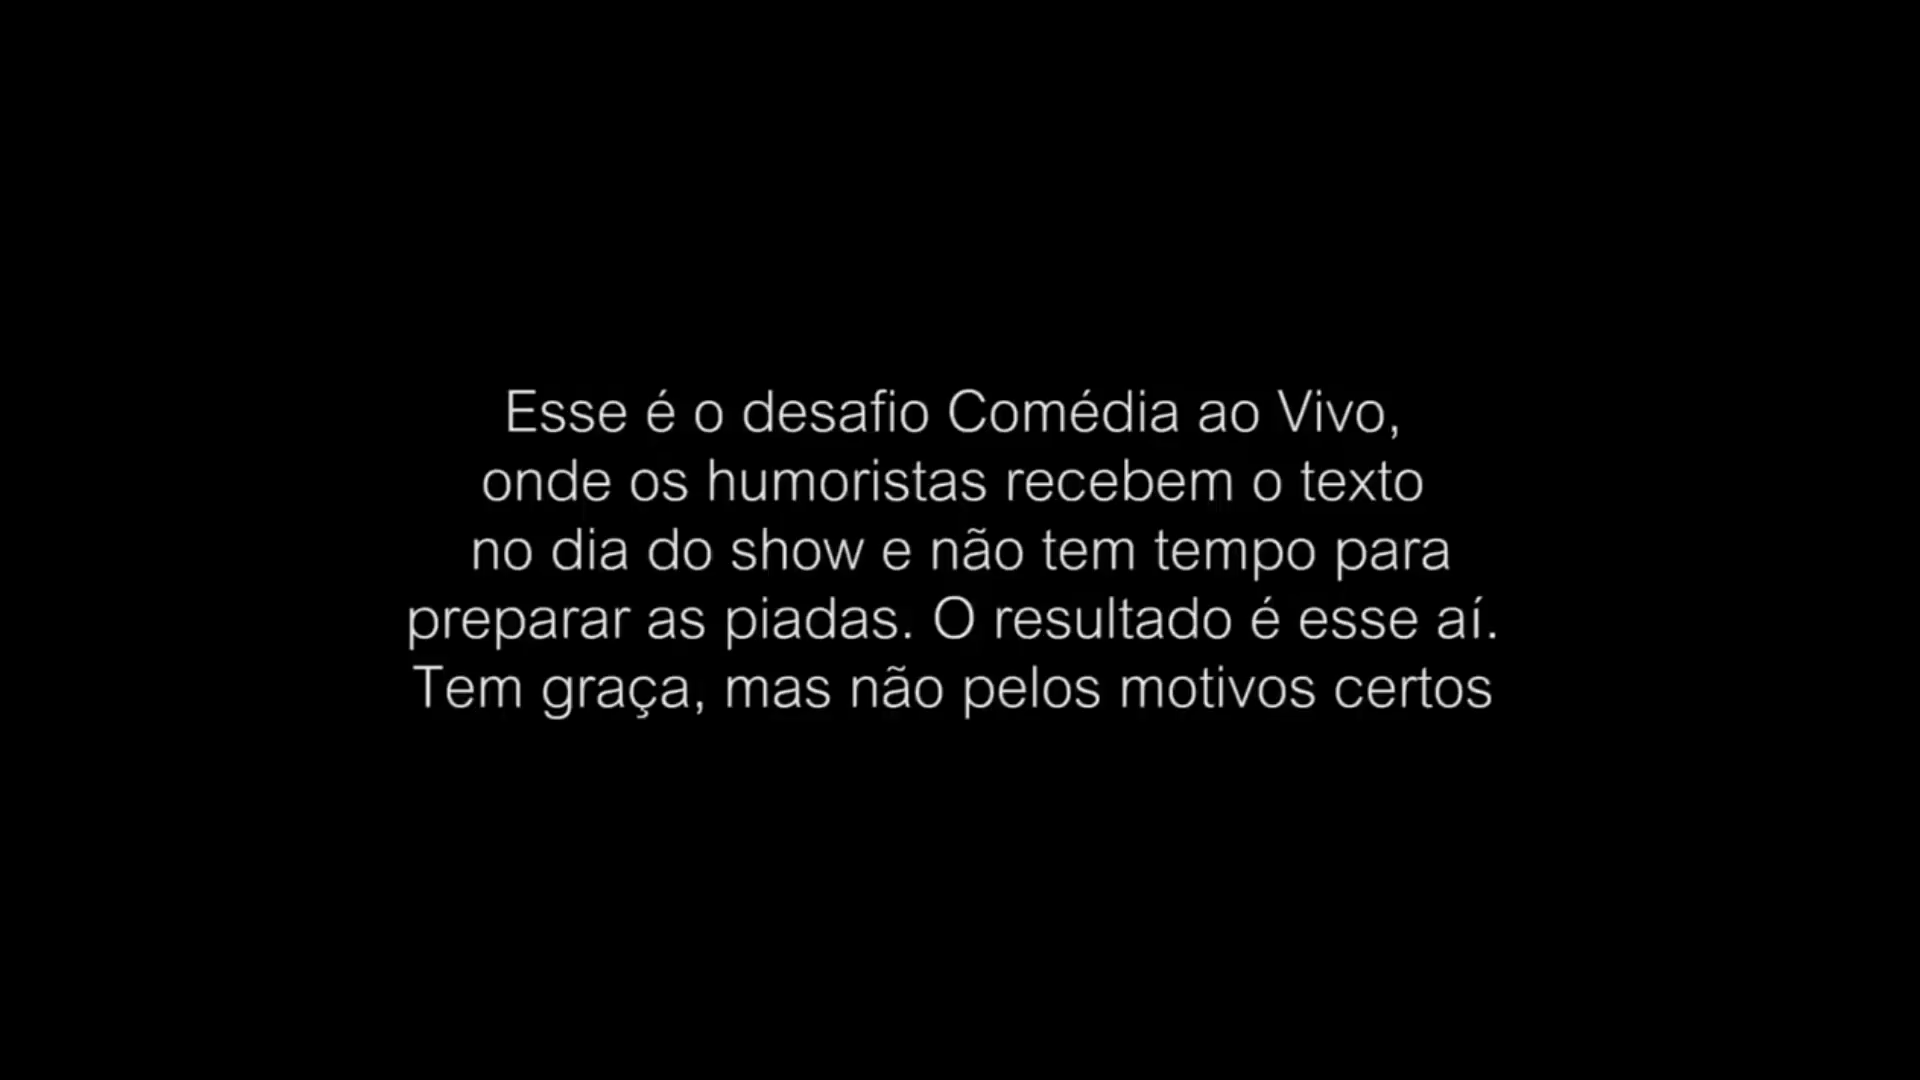 Esse é o desafio Comédia ao Vivo,
onde os humoristas recebem o texto
no dia do show e não tem tempo para
preparar as piadas. O resultado é esse aí.
Tem graça, mas não pelos motivos certos